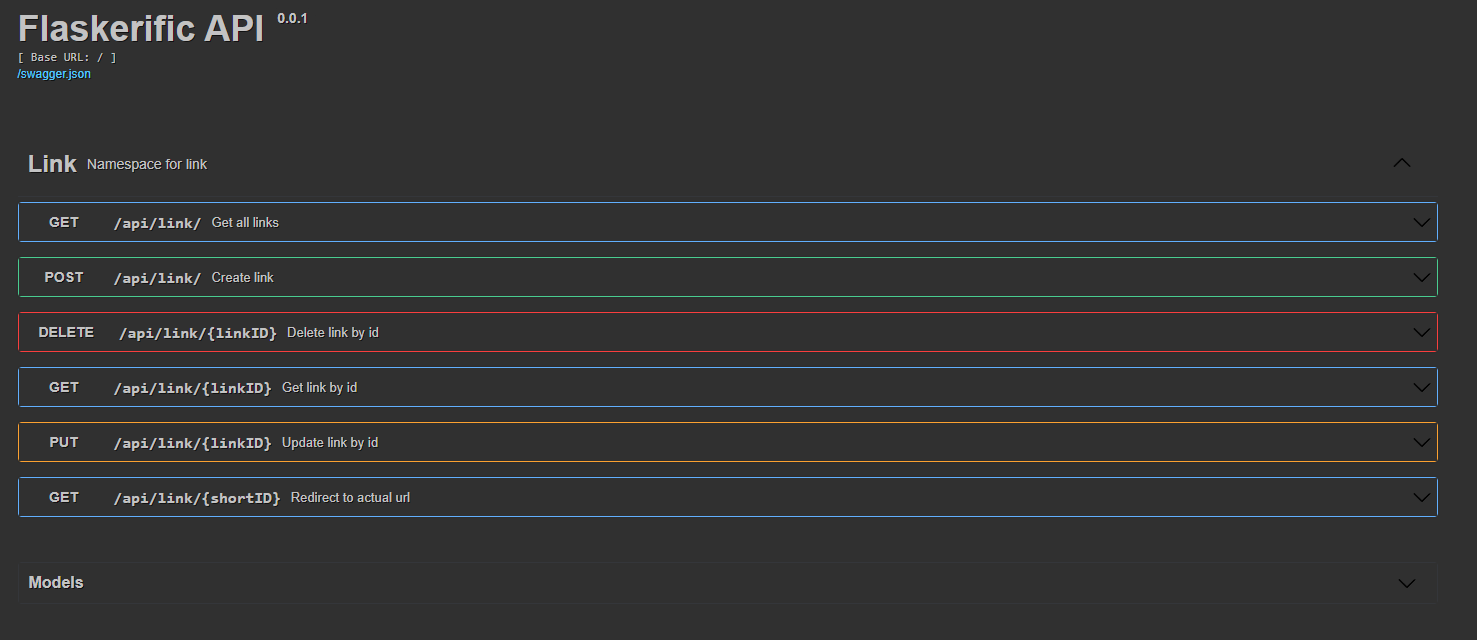 Flaskerific API 0.0.1
[ Base URL: / ]
/swagger.json
Link Namespace for link
GET /api/link/ Get all links
POST /api/link/ Create link
DELETE /api/link/{linkID} Delete link by id
GET /api/link/{linkID} Get link by id
PUT /api/link/{linkID} Update link by id
GET /api/link/{shortID} Redirect to actual url
Models